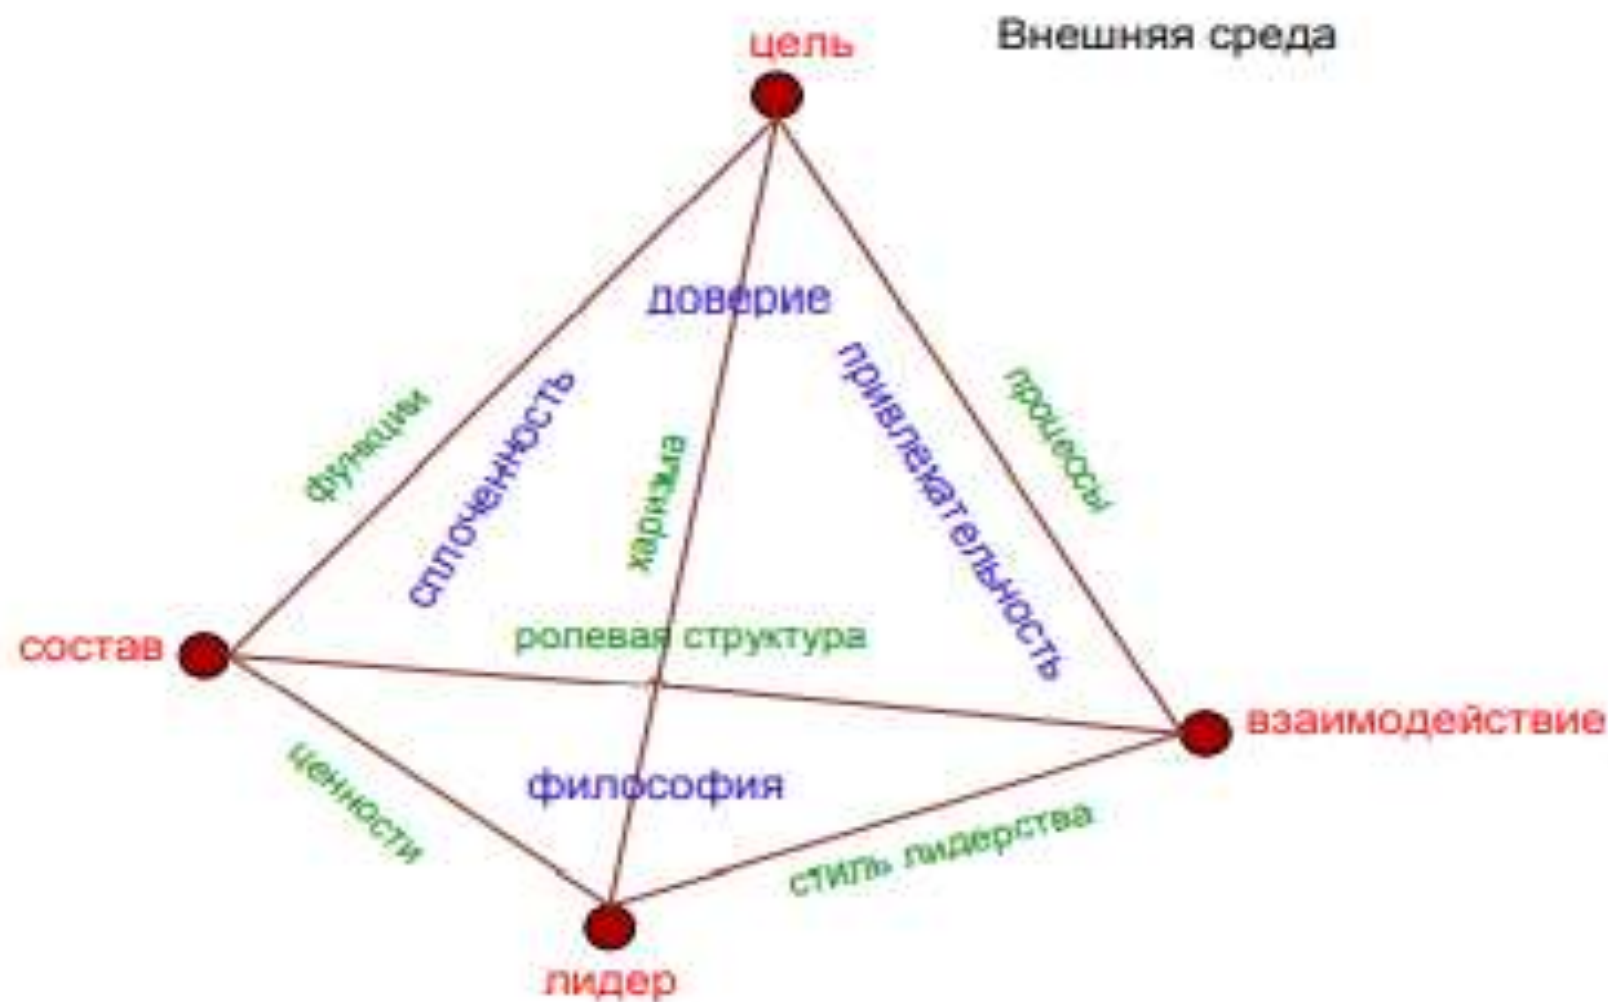 цель
Внешняя среда
доверие
привлекательность
процессы
функции
сплоченность
харизма
ролевая структура
состав
взаимодействие
ценности
философия
стиль лидерства
лидер